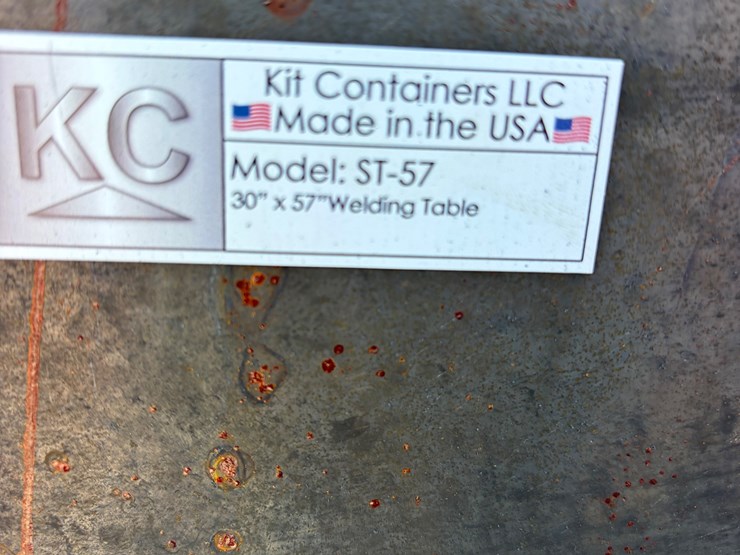 KC
Kit Containers LLC
Made in the USA
Model: ST-57
30” x 57”Welding Table